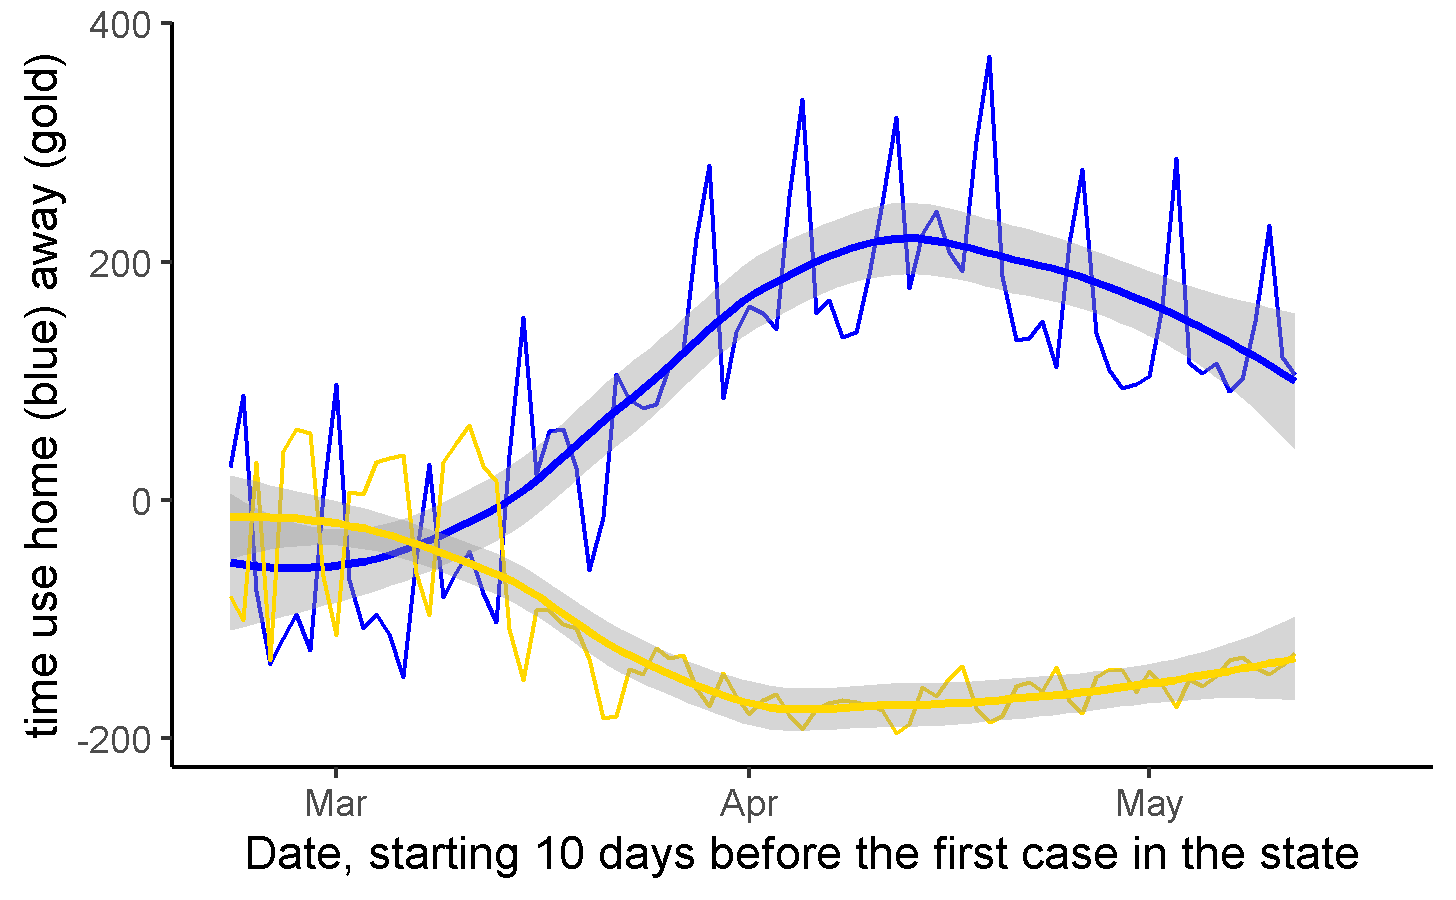 time use home (blue) away (gold)
400
200
0
-200
Mar Apr May
Date, starting 10 days before the first case in the state